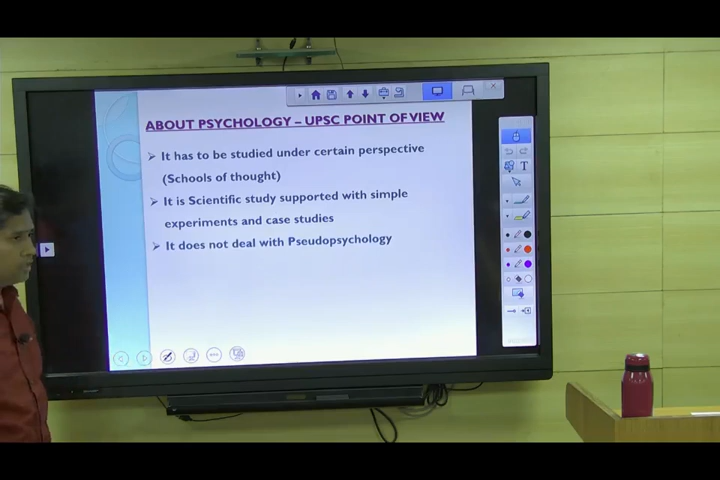 ABOUT PSYCHOLOGY – UPSC POINT OF VIEW
➢ It has to be studied under certain perspective
(Schools of thought)
➢ It is Scientific study supported with simple
experiments and case studies
➢ It does not deal with Pseudopsychology
T